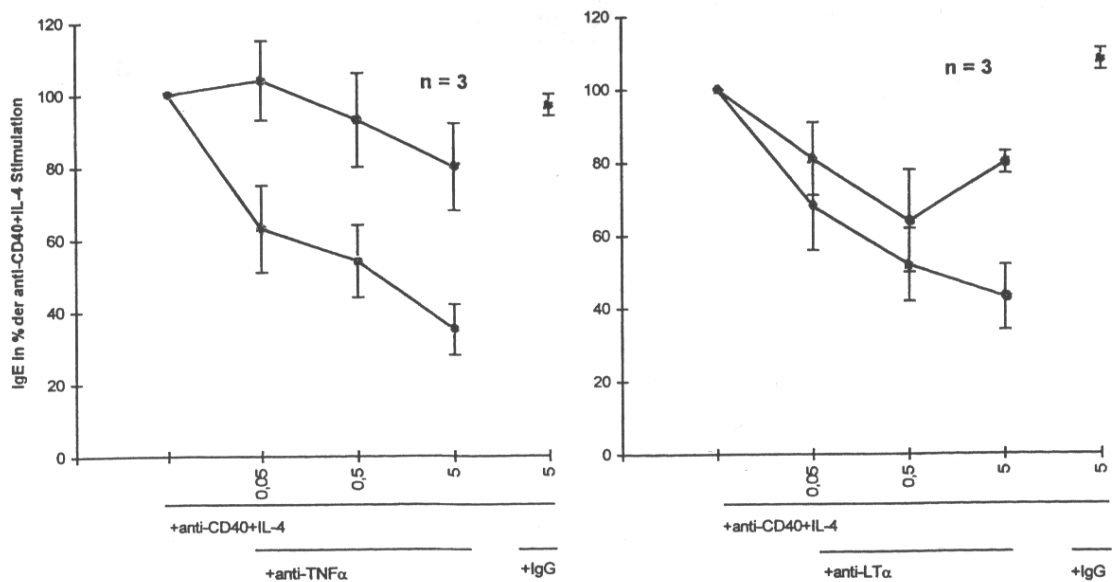 IgE in % der anti-CD40+IL-4 Stimulation
120
100
80
60
40
20
0
n = 3
0,05
0,5
5
5
+anti-CD40+IL-4
+anti-TNFα
+IgG
120
100
80
60
40
20
0
n = 3
0,05
0,5
5
5
+anti-CD40+IL-4
+anti-LTα
+IgG